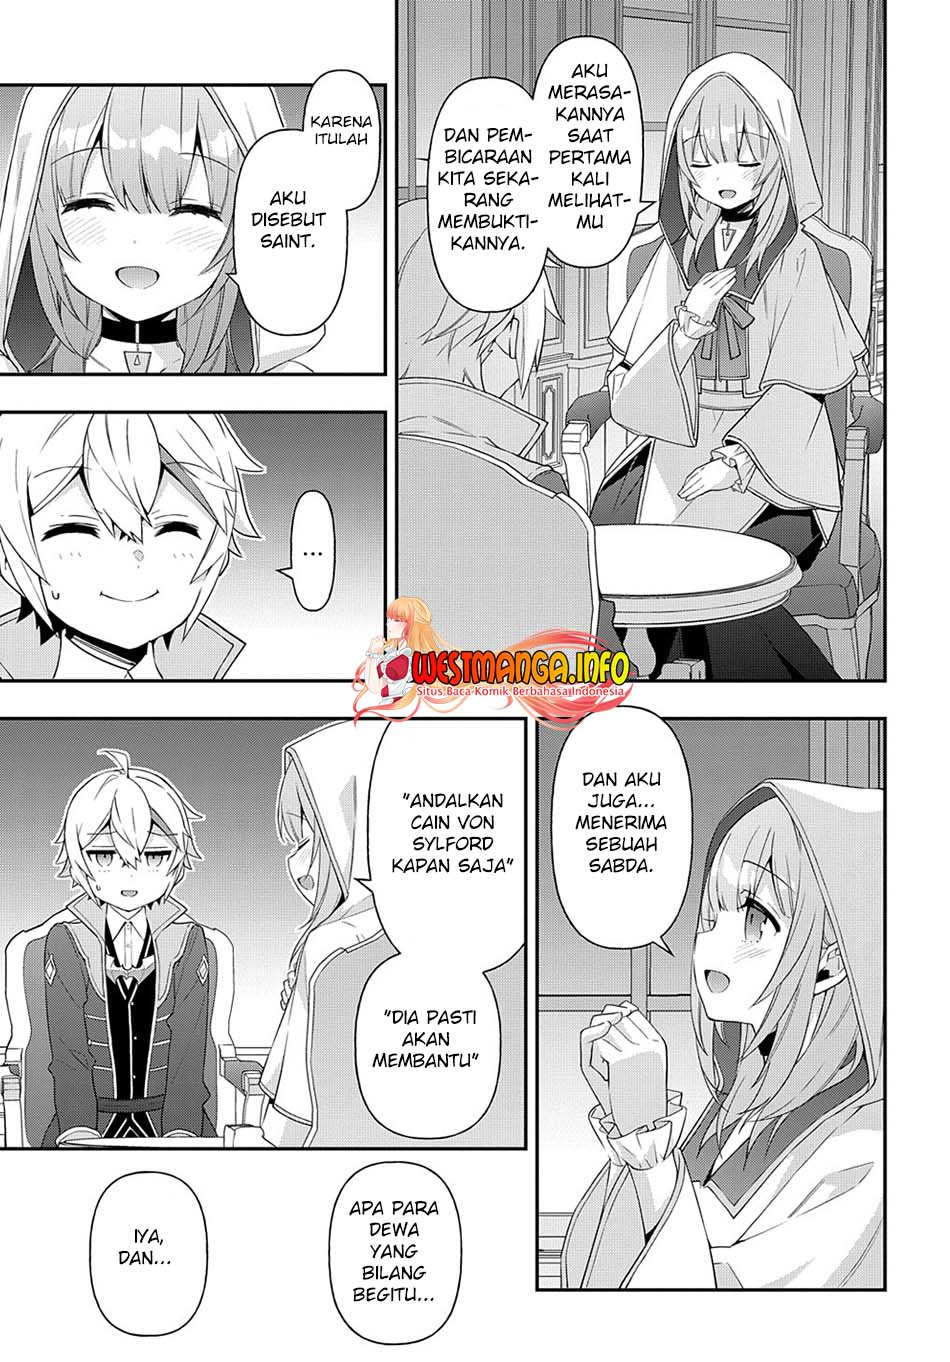 AKU
MERASA-
KANNYA
SAAT
PERTAMA
KALI
MELIHAT-
MU
DAN PEM-
BICARAAN
KITA SEKA-
RANG
MEMBUKTI-
KANNYA.
KARENA
ITULAH
AKU
DISEBUT
SAINT.
...
WESTMANGA.INFO
Situs Baca Komik Berbahasa Indonesia
DAN AKU
JUGA...
MENERIMA
SEBUAH
SABDA.
"ANDALKAN
CAIN VON
SYLFORD
KAPAN SAJA"
"DIA PASTI
AKAN
MEMBANTU"
APA PARA
DEWA
YANG
BILANG
BEGITU...
IYA,
DAN...